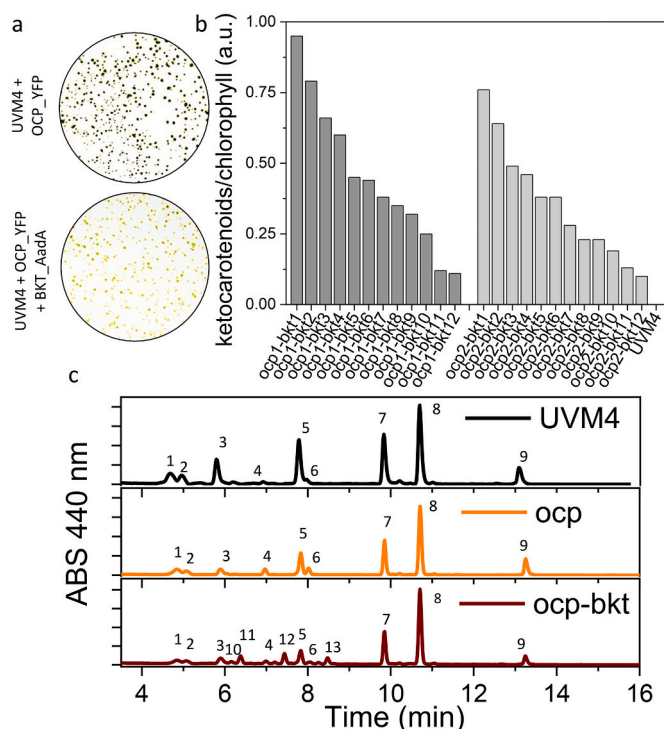 a
UVM4 +
OCP_YFP
UVM4 + OCP_YFP
+ BKT_AadA
b
ketocarotenoids/chlorophyll (a.u.)
1.00
0.75
0.50
0.25
0.00
ocp1-bkt1
ocp1-bkt2
ocp1-bkt3
ocp1-bkt4
ocp1-bkt5
ocp1-bkt6
ocp1-bkt7
ocp1-bkt8
ocp1-bkt9
ocp1-bkt10
ocp1-bkt11
ocp1-bkt12
ocp2-bkt1
ocp2-bkt2
ocp2-bkt3
ocp2-bkt4
ocp2-bkt5
ocp2-bkt6
ocp2-bkt7
ocp2-bkt8
ocp2-bkt9
ocp2-bkt10
ocp2-bkt11
ocp2-bkt12
UVM4
c
ABS 440 nm
1 2 3 4 5 6 7 8 9
UVM4
1 2 3 4 5 6 7 8 9
ocp
1 2 3 10 11 4 12 5 6 13 7 8 9
ocp-bkt
4 6 8 10 12 14 16
Time (min)